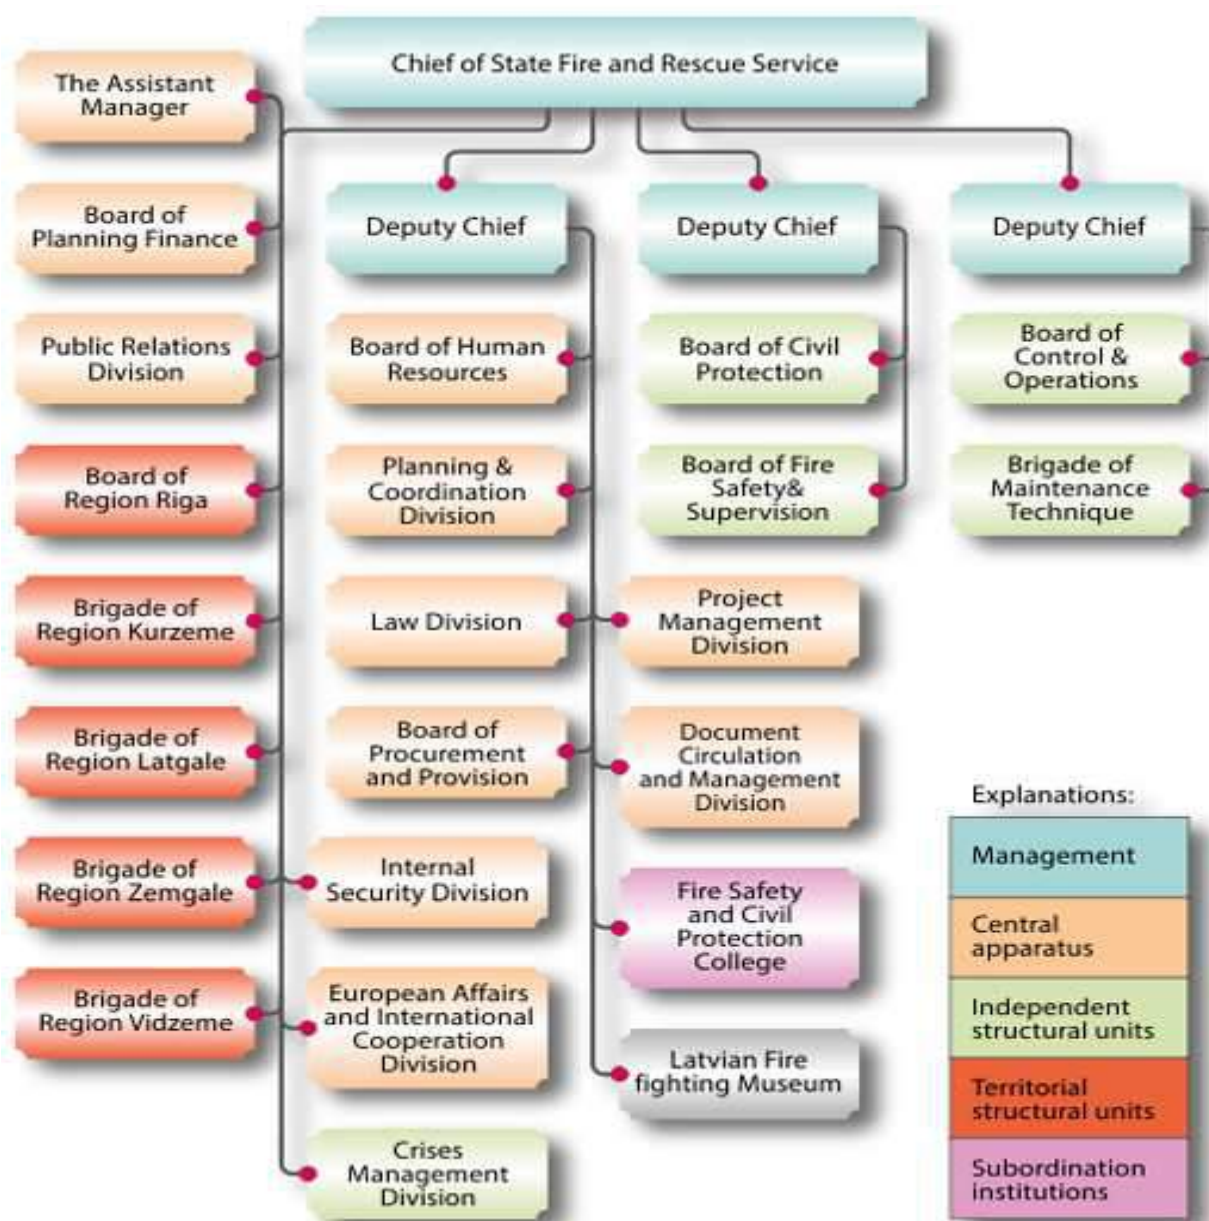 Chief of State Fire and Rescue Service
The Assistant
Manager
Board of
Planning Finance
Public Relations
Division
Board of
Region Riga
Brigade of
Region Kurzeme
Brigade of
Region Latgale
Brigade of
Region Zemgale
Brigade of
Region Vidzeme
Internal
Security Division
European Affairs
and International
Cooperation
Division
Crises
Management
Division
Deputy Chief
Board of Human
Resources
Planning &
Coordination
Division
Law Division
Board of
Procurement
and Provision
Project
Management
Division
Document
Circulation
and Management
Division
Fire Safety
and Civil
Protection
College
Latvian Fire
fighting Museum
Deputy Chief
Board of Civil
Protection
Board of Fire
Safety&
Supervision
Deputy Chief
Board of
Control &
Operations
Brigade of
Maintenance
Technique
Explanations:
Management
Central
apparatus
Independent
structural units
Territorial
structural units
Subordination
institutions